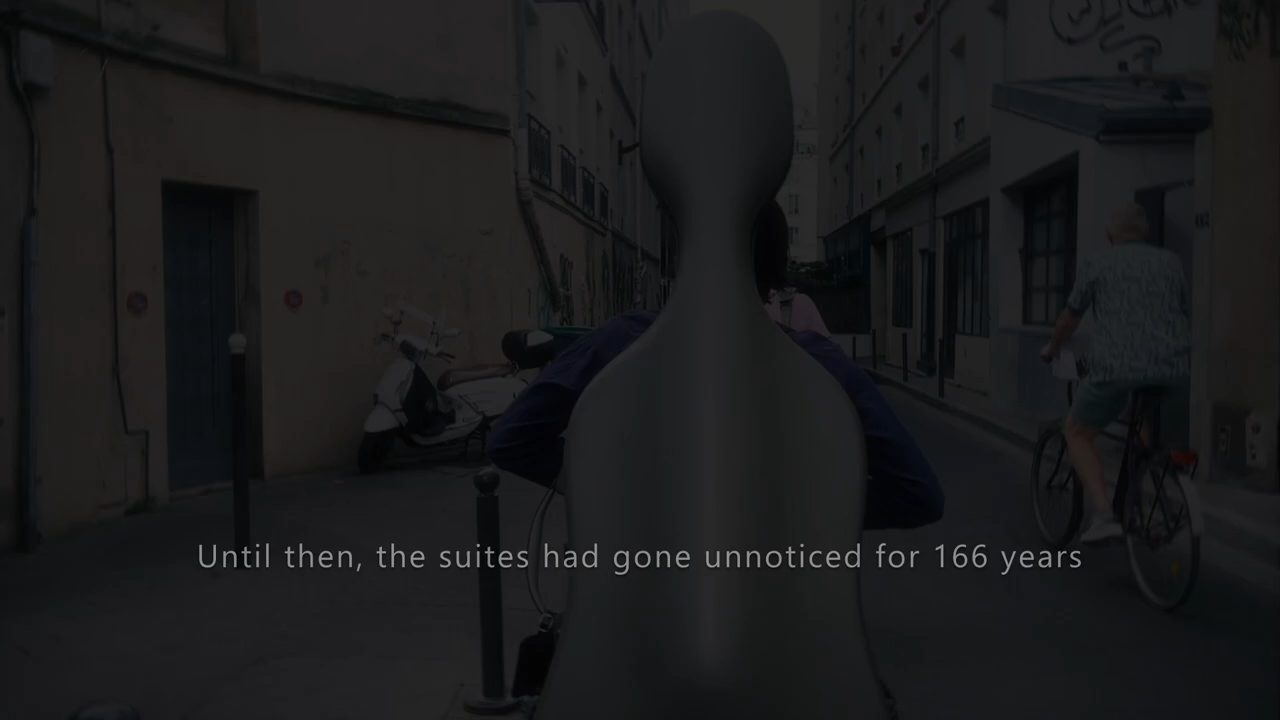 Until then, the suites had gone unnoticed for 166 years